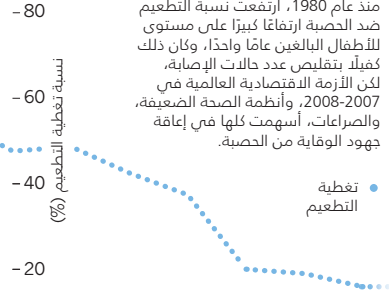 منذ عام 1980، ارتفعت نسبة التطعيم
ضد الحصبة ارتفاعًا كبيرًا على مستوى
للأطفال البالغين عامًا واحدًا، وكان ذلك
كفيلًا بتقليص عدد حالات الإصابة،
لكن الأزمة الاقتصادية العالمية في
2007-2008، وأنظمة الصحة الضعيفة،
والصراعات، أسهمت كلها في إعاقة
جهود الوقاية من الحصبة.
تغطية
التطعيم
نسبة تغطية التطعيم (%)
80
60
40
20